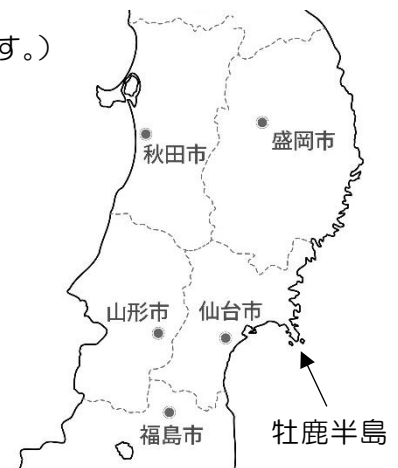 す。）
秋田市
盛岡市
山形市
仙台市
福島市
牡鹿半島